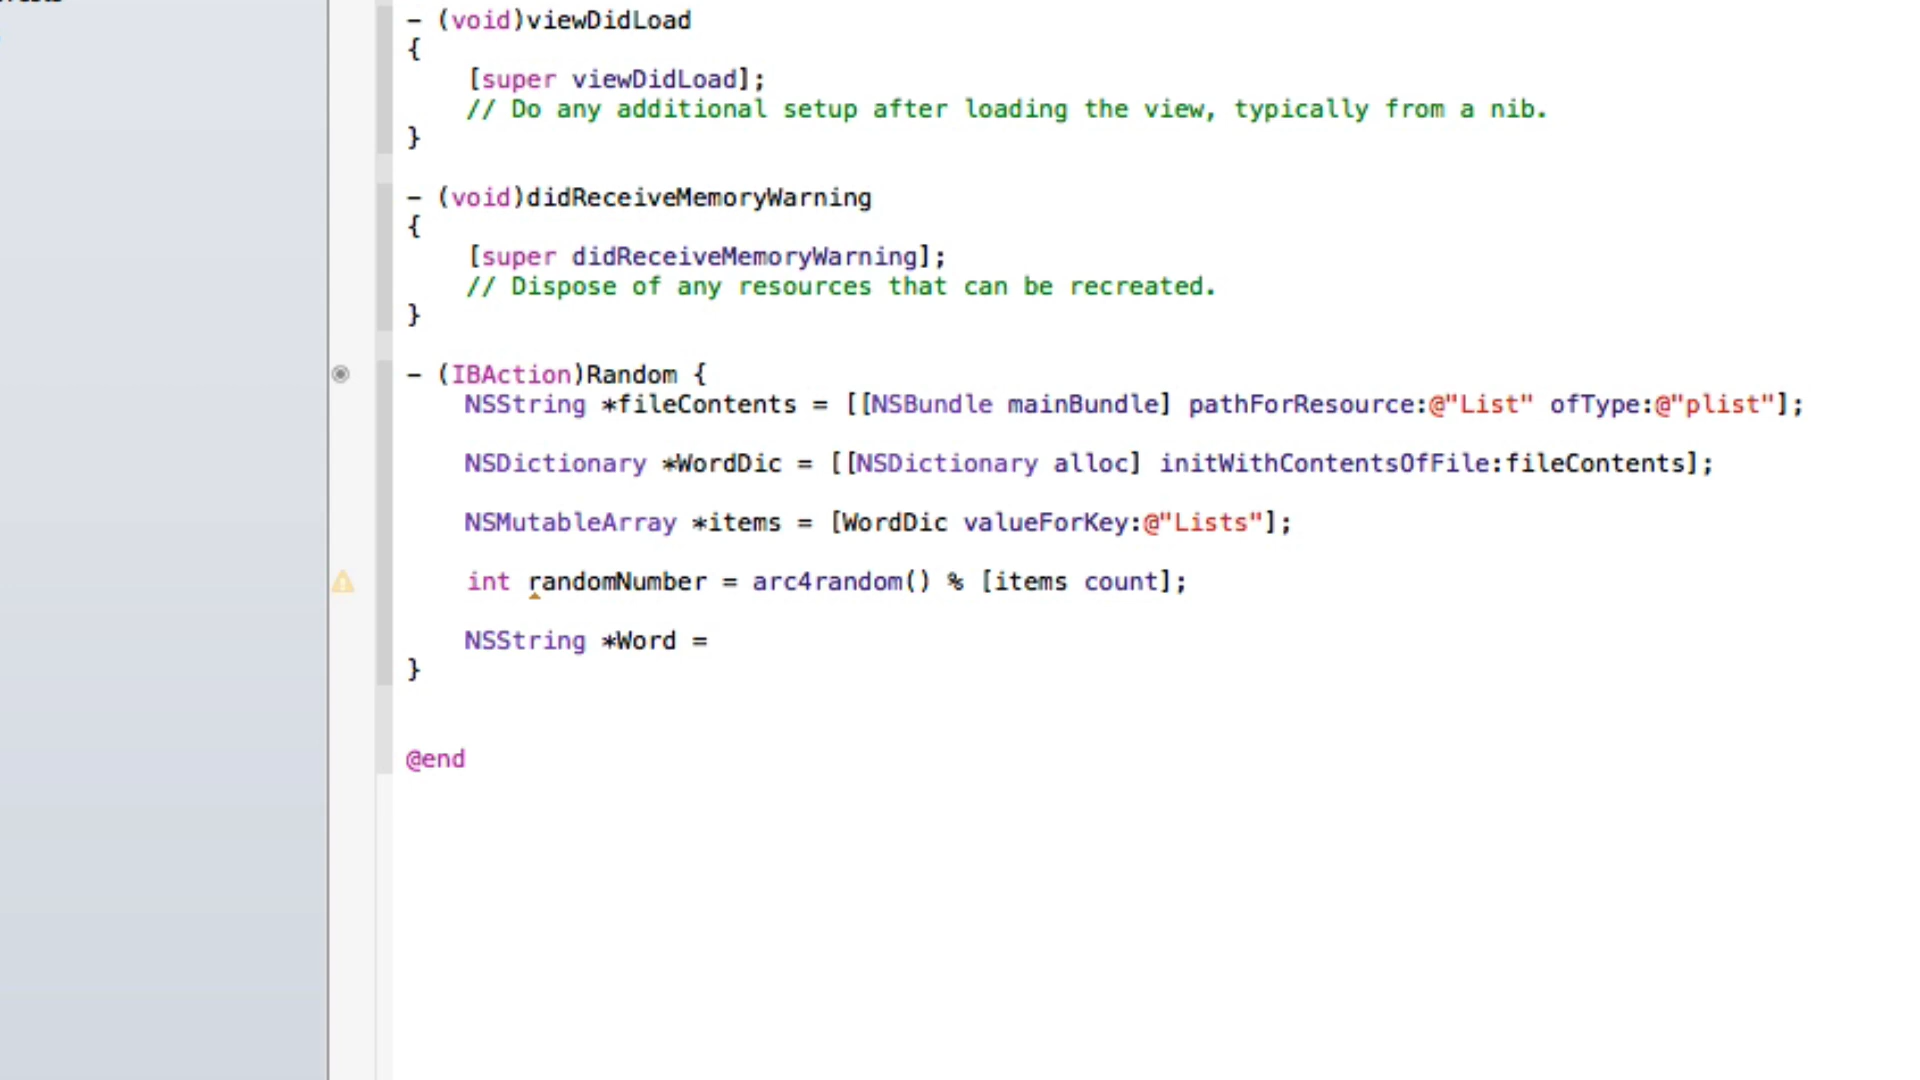 - (void)viewDidLoad
{
[super viewDidLoad];
// Do any additional setup after loading the view, typically from a nib.
}
- (void)didReceiveMemoryWarning
{
[super didReceiveMemoryWarning];
// Dispose of any resources that can be recreated.
}
- (IBAction)Random {
NSString *fileContents = [[NSBundle mainBundle] pathForResource:@"List" ofType:@"plist"];
NSDictionary *WordDic = [[NSDictionary alloc] initWithContentsOfFile:fileContents];
NSMutableArray *items = [WordDic valueForKey:@"Lists"];
int randomNumber = arc4random() % [items count];
NSString *Word =
}
@end